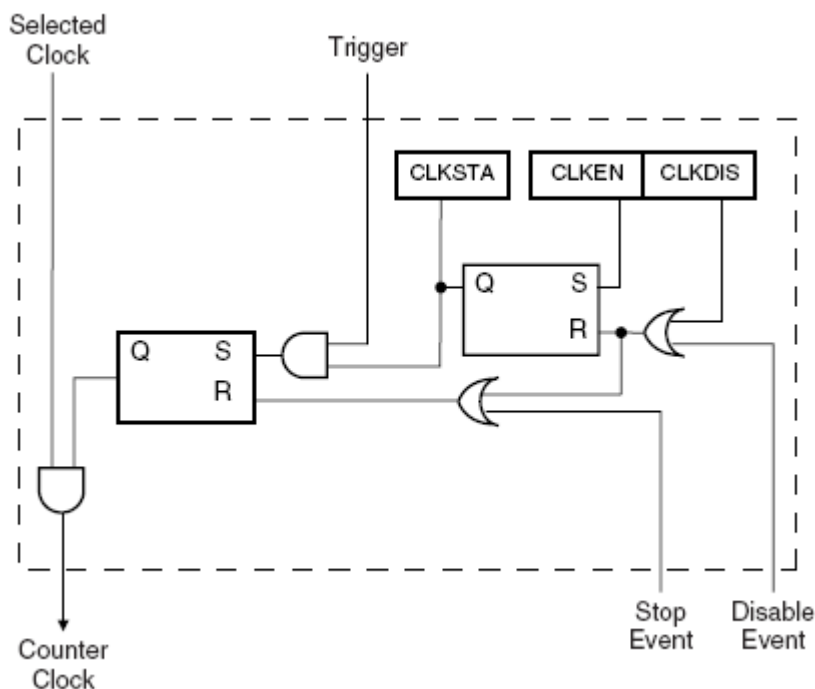 Selected
Clock
Trigger
CLKSTA
CLKEN
CLKDIS
Q
S
R
Q
S
R
Stop
Event
Disable
Event
Counter
Clock